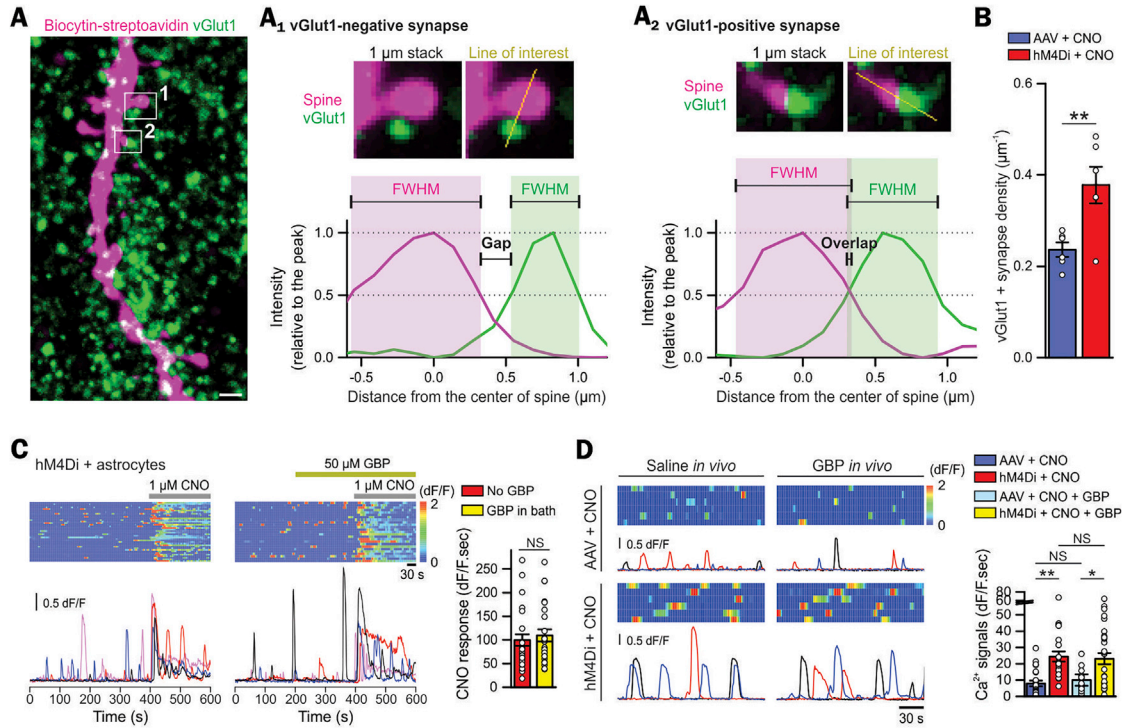 A
Biocytin-streptoavidin vGlut1
1
2
A1 vGlut1-negative synapse
1 µm stack
Line of interest
Spine
vGlut1
FWHM
FWHM
Gap
1.0
0.5
0.0
Intensity
(relative to the peak)
-0.5 0.0 0.5 1.0
Distance from the center of spine (µm)
A2 vGlut1-positive synapse
1 µm stack
Line of interest
Spine
vGlut1
FWHM
FWHM
Overlap
1.0
0.5
0.0
Intensity
(relative to the peak)
-0.5 0.0 0.5 1.0
Distance from the center of spine (µm)
B
AAV + CNO
hM4Di + CNO
**
0.6
0.4
0.2
0.0
vGlut1 + synapse density (µm-1)
C
hM4Di + astrocytes
1 µM CNO
50 µM GBP
1 µM CNO
(dF/F)
2
0
30 s
0.5 dF/F
0 100 200 300 400 500 600
Time (s)
0 100 200 300 400 500 600
Time (s)
No GBP
GBP in bath
NS
250
200
150
100
50
0
CNO response (dF/F.sec)
D
Saline in vivo
GBP in vivo
(dF/F)
2
0
AAV + CNO
0.5 dF/F
hM4Di + CNO
0.5 dF/F
30 s
AAV + CNO
hM4Di + CNO
AAV + CNO + GBP
hM4Di + CNO + GBP
NS
NS
**
*
80
60
50
40
30
20
10
0
Ca2+ signals (dF/F.sec)